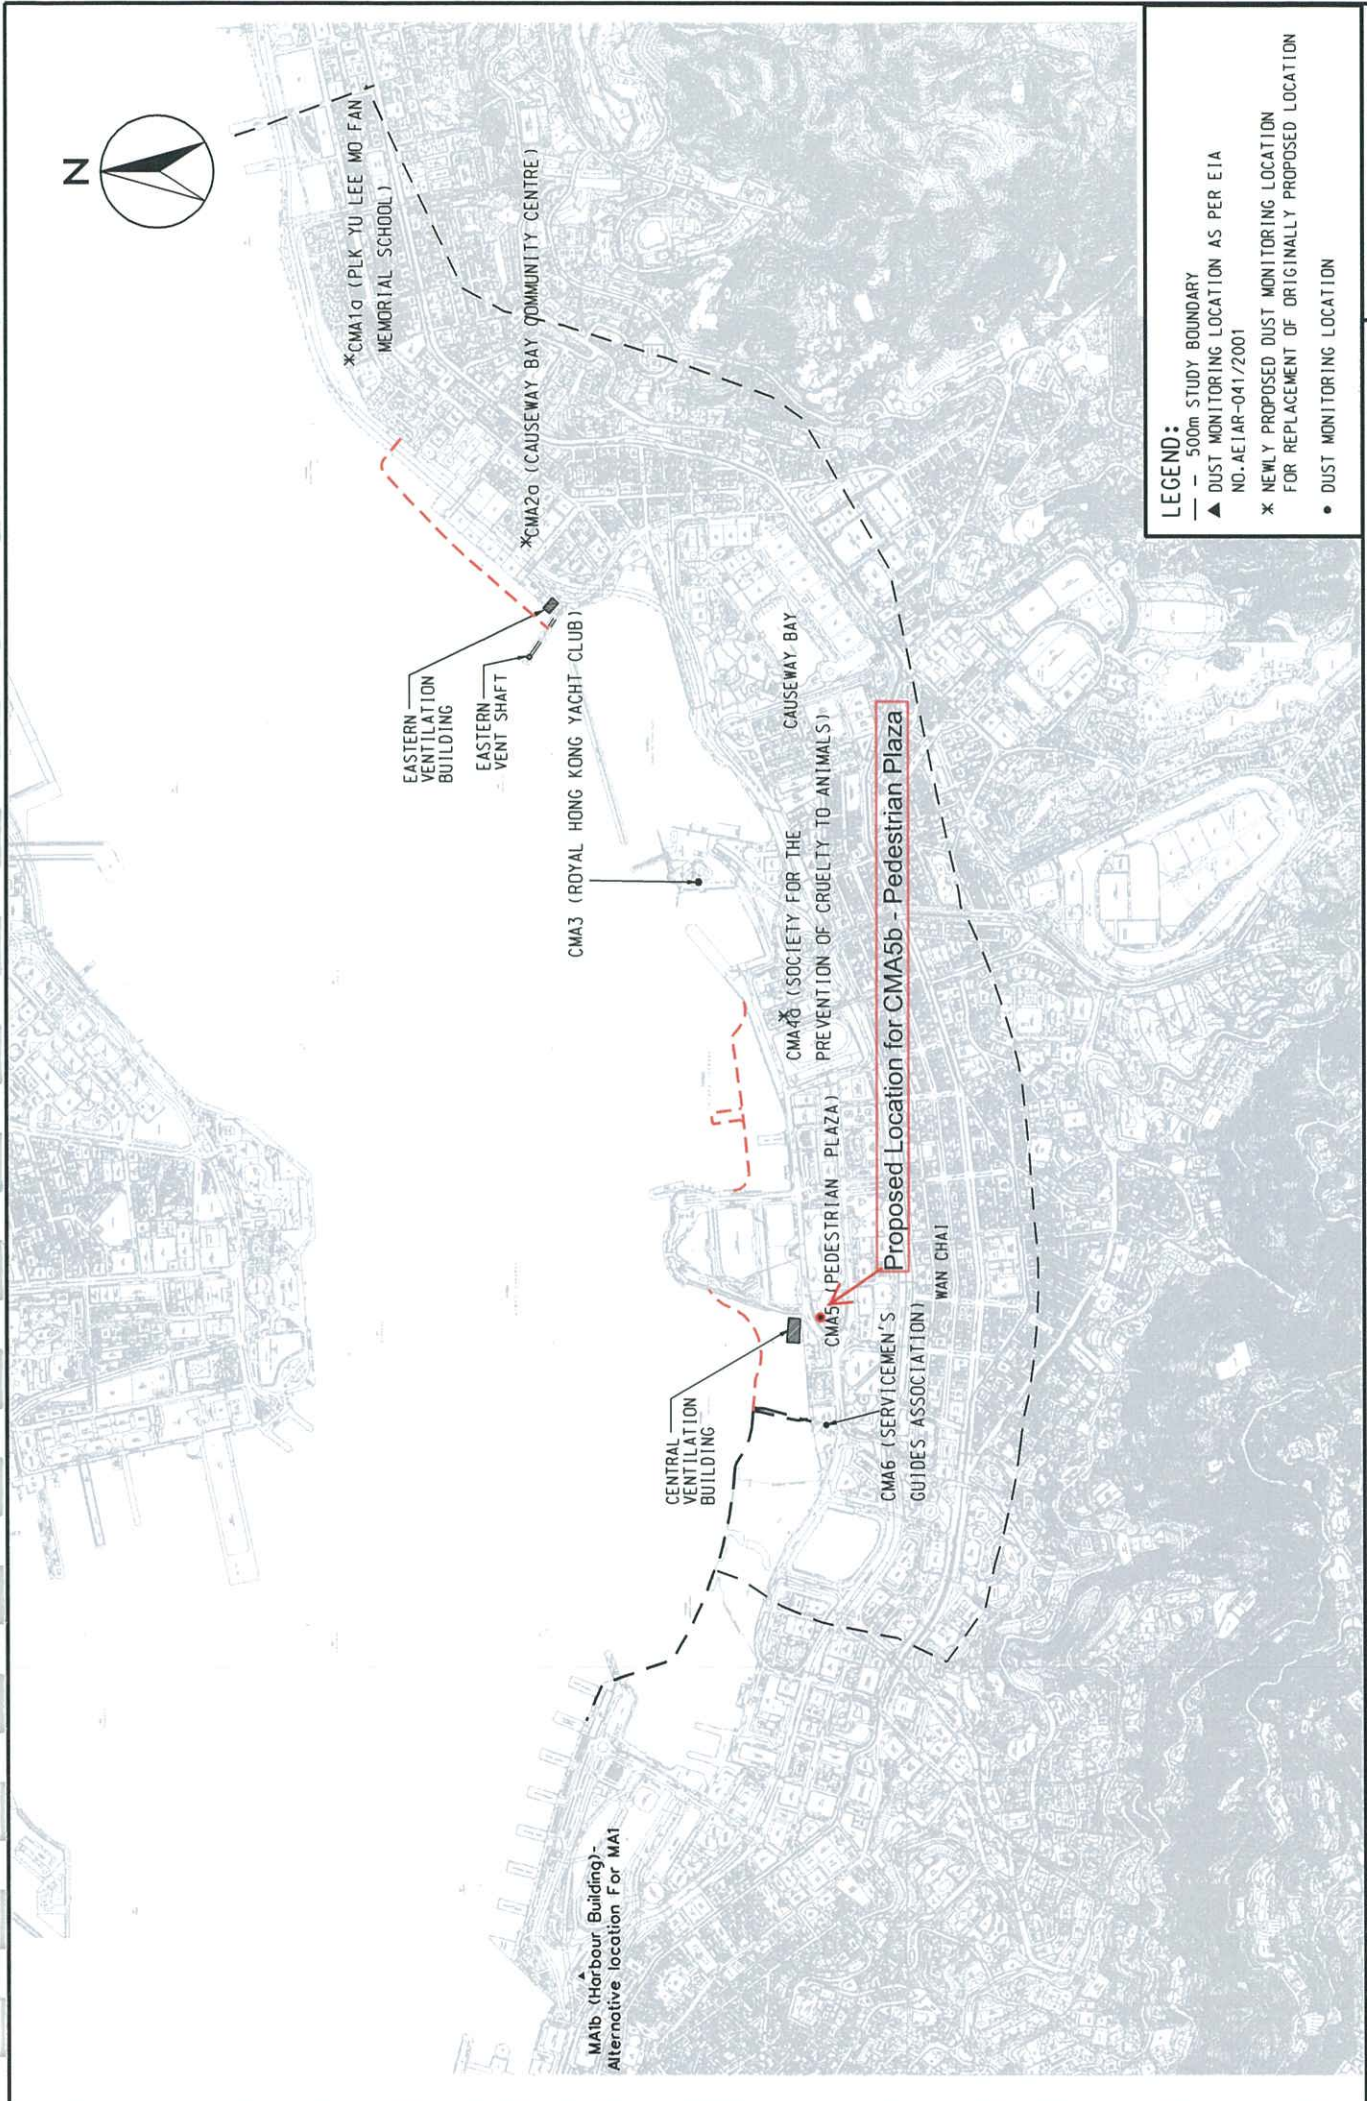 N
*CMA1a (PLK YU LEE MO FAN
MEMORIAL SCHOOL)
*CMA2a (CAUSEWAY BAY COMMUNITY CENTRE)
EASTERN
VENTILATION
BUILDING
EASTERN
VENT SHAFT
CMA3 (ROYAL HONG KONG YACHT CLUB)
CAUSEWAY BAY
CMA4a (SOCIETY FOR THE
PREVENTION OF CRUELTY TO ANIMALS)
CMA5 (PEDESTRIAN PLAZA)
Proposed Location for CMA5b - Pedestrian Plaza
CENTRAL
VENTILATION
BUILDING
CMA6 (SERVICEMEN'S
GUIDES ASSOCIATION)
WAN CHAI
MA1b (Harbour Building)-
Alternative location For MA1
LEGEND:
500m STUDY BOUNDARY
▲ DUST MONITORING LOCATION AS PER EIA
NO.AEIAR-041/2001
* NEWLY PROPOSED DUST MONITORING LOCATION
FOR REPLACEMENT OF ORIGINALLY PROPOSED LOCATION
• DUST MONITORING LOCATION